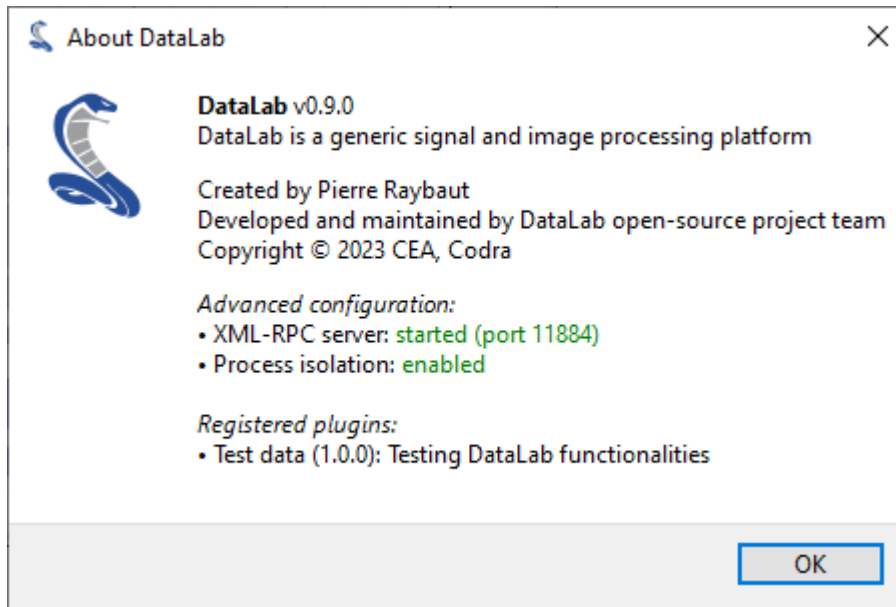 About DataLab
DataLab v0.9.0
DataLab is a generic signal and image processing platform
Created by Pierre Raybaut
Developed and maintained by DataLab open-source project team
Copyright © 2023 CEA, Codra
Advanced configuration:
• XML-RPC server: started (port 11884)
• Process isolation: enabled
Registered plugins:
• Test data (1.0.0): Testing DataLab functionalities
OK